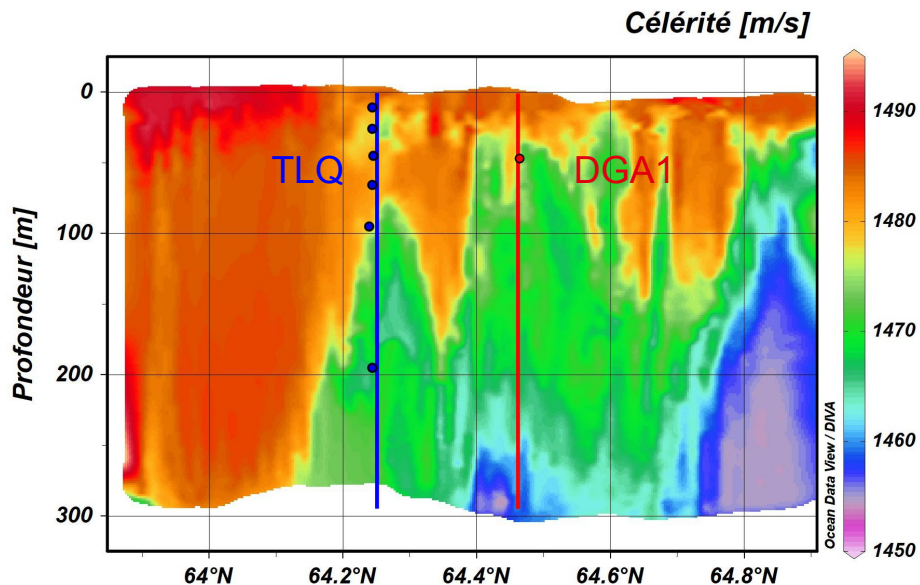 Célérité [m/s]
0
100
200
300
Profondeur [m]
TLQ
DGA1
64°N
64.2°N
64.4°N
64.6°N
64.8°N
1490
1480
1470
1460
1450
Ocean Data View / DIVA